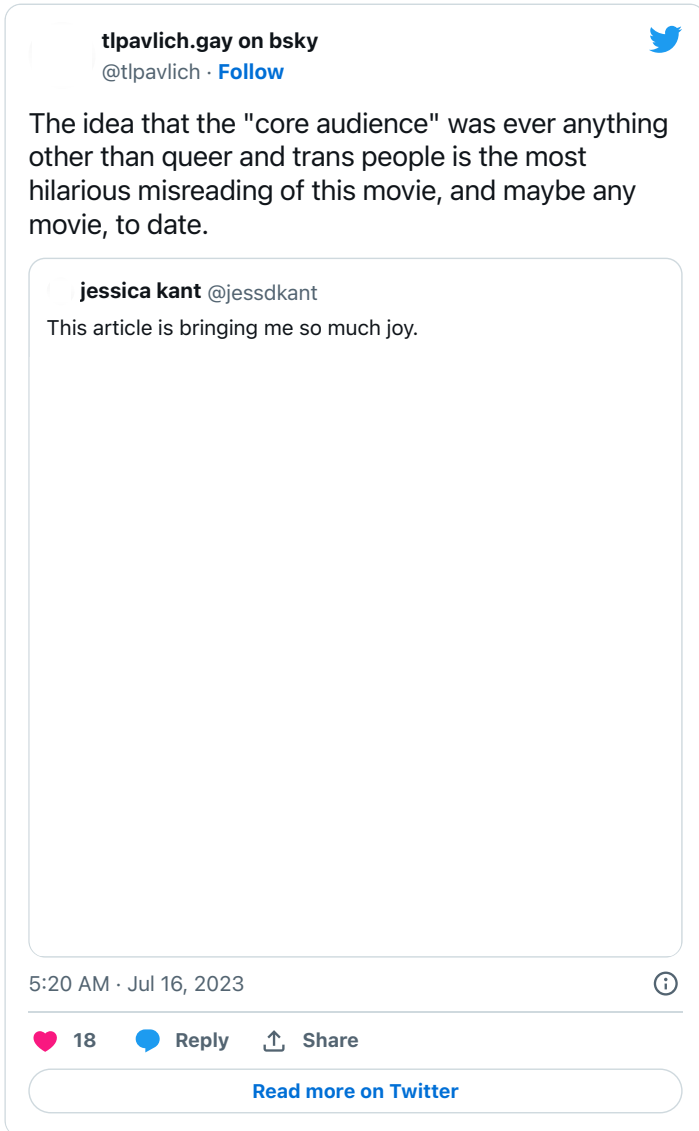 tlpavlich.gay on bsky
@tlpavlich · Follow
The idea that the "core audience" was ever anything
other than queer and trans people is the most
hilarious misreading of this movie, and maybe any
movie, to date.
jessica kant @jessdkant
This article is bringing me so much joy.
5:20 AM · Jul 16, 2023
18 Reply Share
Read more on Twitter